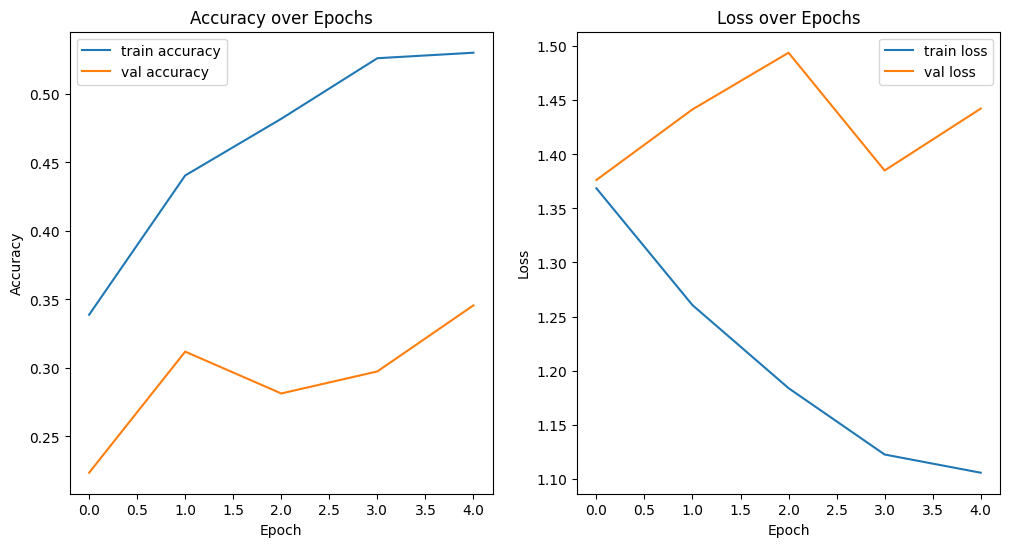 Accuracy over Epochs
train accuracy
val accuracy
0.50
0.45
0.40
0.35
0.30
0.25
Accuracy
0.0 0.5 1.0 1.5 2.0 2.5 3.0 3.5 4.0
Epoch
Loss over Epochs
train loss
val loss
1.50
1.45
1.40
1.35
1.30
1.25
1.20
1.15
1.10
Loss
0.0 0.5 1.0 1.5 2.0 2.5 3.0 3.5 4.0
Epoch